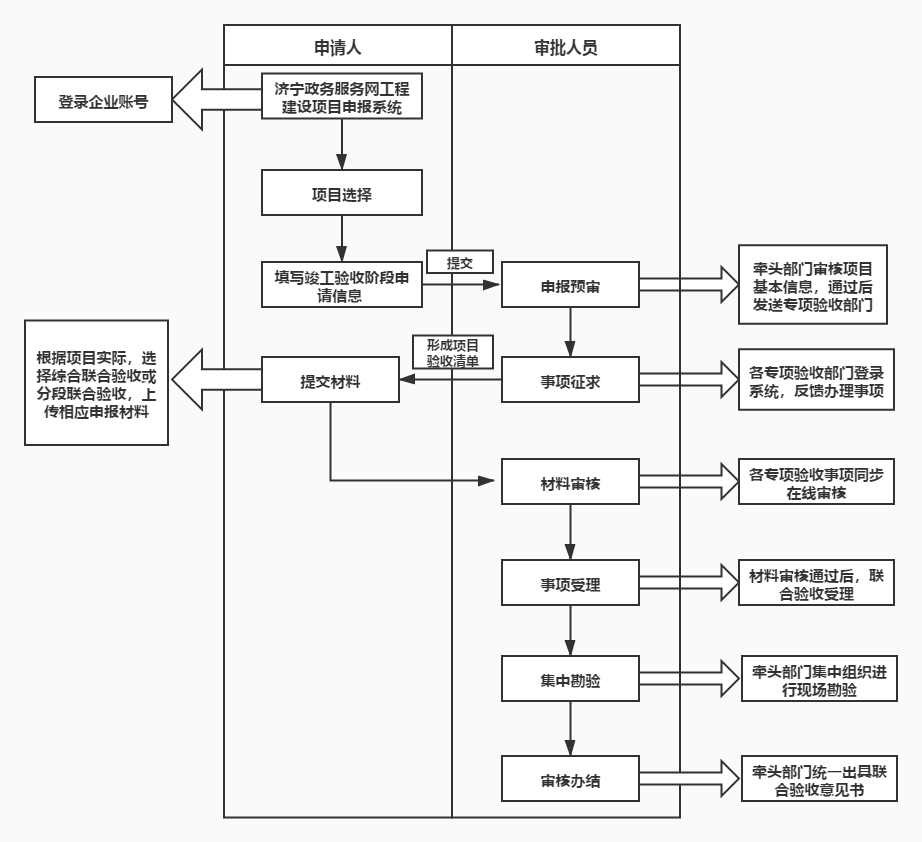 申请人
审批人员
登录企业账号
济宁政务服务网工程
建设项目申报系统
项目选择
填写竣工验收阶段申
请信息
提交
申报预审
牵头部门审核项目
基本信息，通过后
发送专项验收部门
根据项目实际，选
择综合联合验收或
分段联合验收，上
传相应申报材料
提交材料
形成项目
验收清单
事项征求
各专项验收部门登录
系统，反馈办理事项
材料审核
各专项验收事项同步
在线审核
事项受理
材料审核通过后，联
合验收受理
集中勘验
牵头部门集中组织进
行现场勘验
审核办结
牵头部门统一出具联
合验收意见书